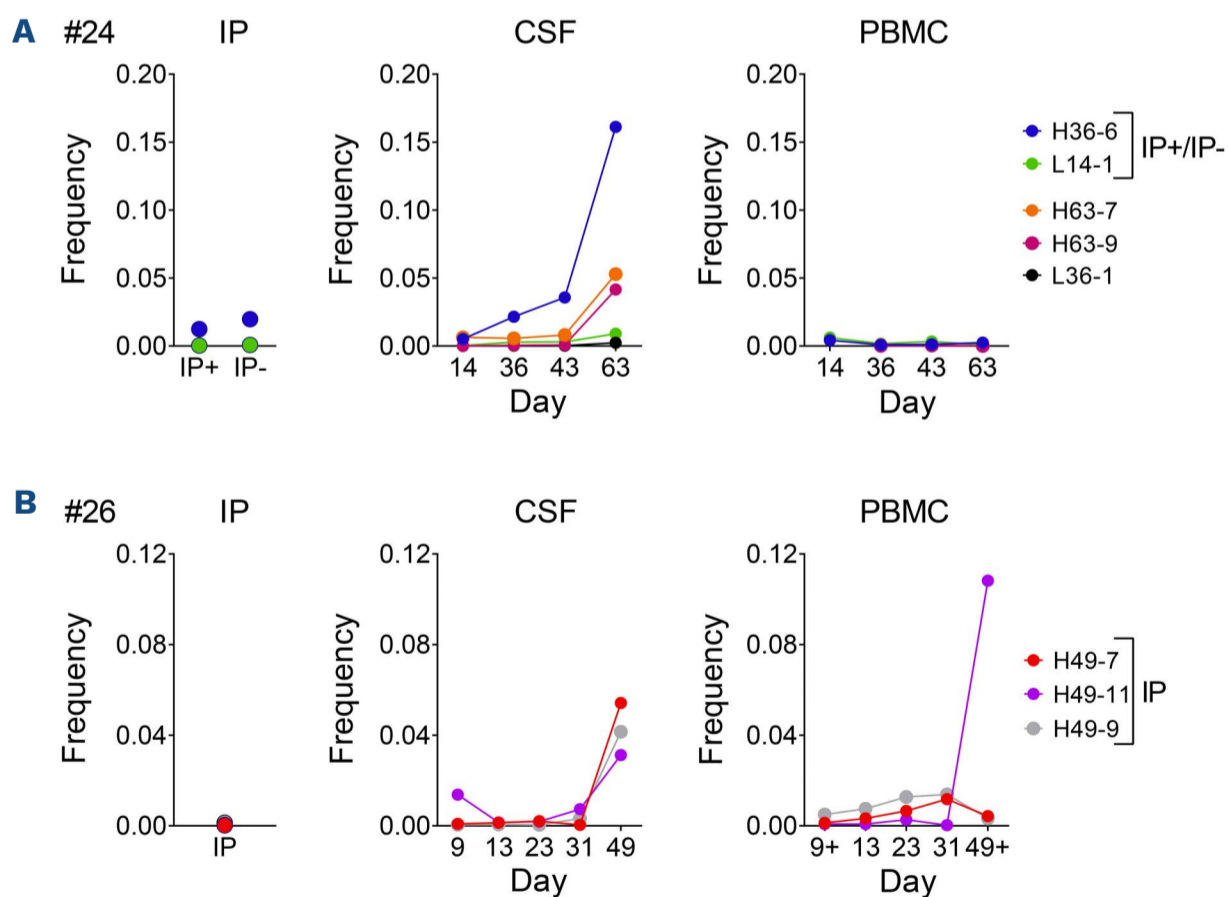 A #24 IP CSF PBMC
0.20 0.20 0.20
0.15 0.15 0.15
0.10 0.10 0.10
0.05 0.05 0.05
0.00 0.00 0.00
Frequency Frequency Frequency
IP+ IP- 14 36 43 63 14 36 43 63
Day Day
H36-6
L14-1
IP+/IP-
H63-7
H63-9
L36-1
B #26 IP CSF PBMC
0.12 0.12 0.12
0.08 0.08 0.08
0.04 0.04 0.04
0.00 0.00 0.00
Frequency Frequency Frequency
IP 9 13 23 31 49 9+ 13 23 31 49+
Day Day
H49-7
H49-11
H49-9
IP